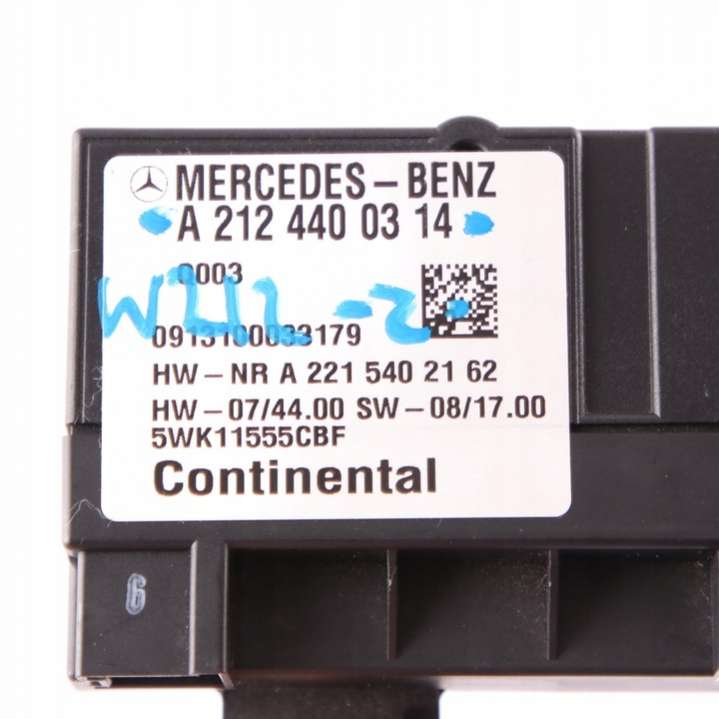 MERCEDES-BENZ
A 212 440 03 14
0003
W212 -2-
0913100033179
HW-NR A 221 540 21 62
HW-07/44.00 SW-08/17.00
5WK11555CBF
Continental
6